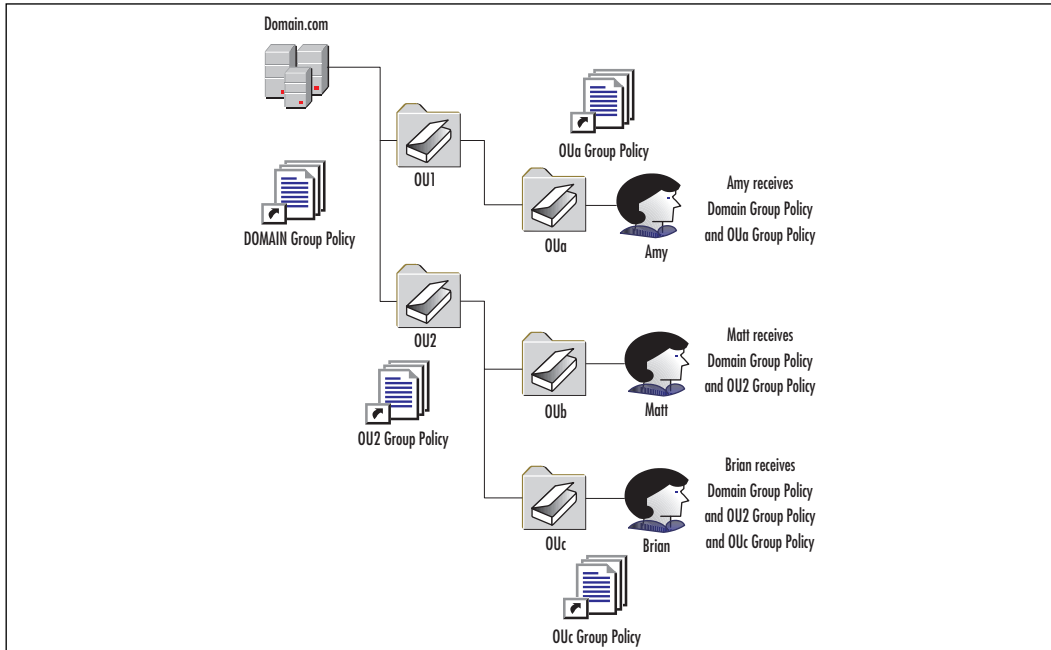 Domain.com
DOMAIN Group Policy
OU1
OUa Group Policy
OUa
Amy
Amy receives
Domain Group Policy
and OUa Group Policy
OU2
OU2 Group Policy
OUb
Matt
Matt receives
Domain Group Policy
and OU2 Group Policy
OUc
Brian
Brian receives
Domain Group Policy
and OU2 Group Policy
and OUc Group Policy
OUc Group Policy